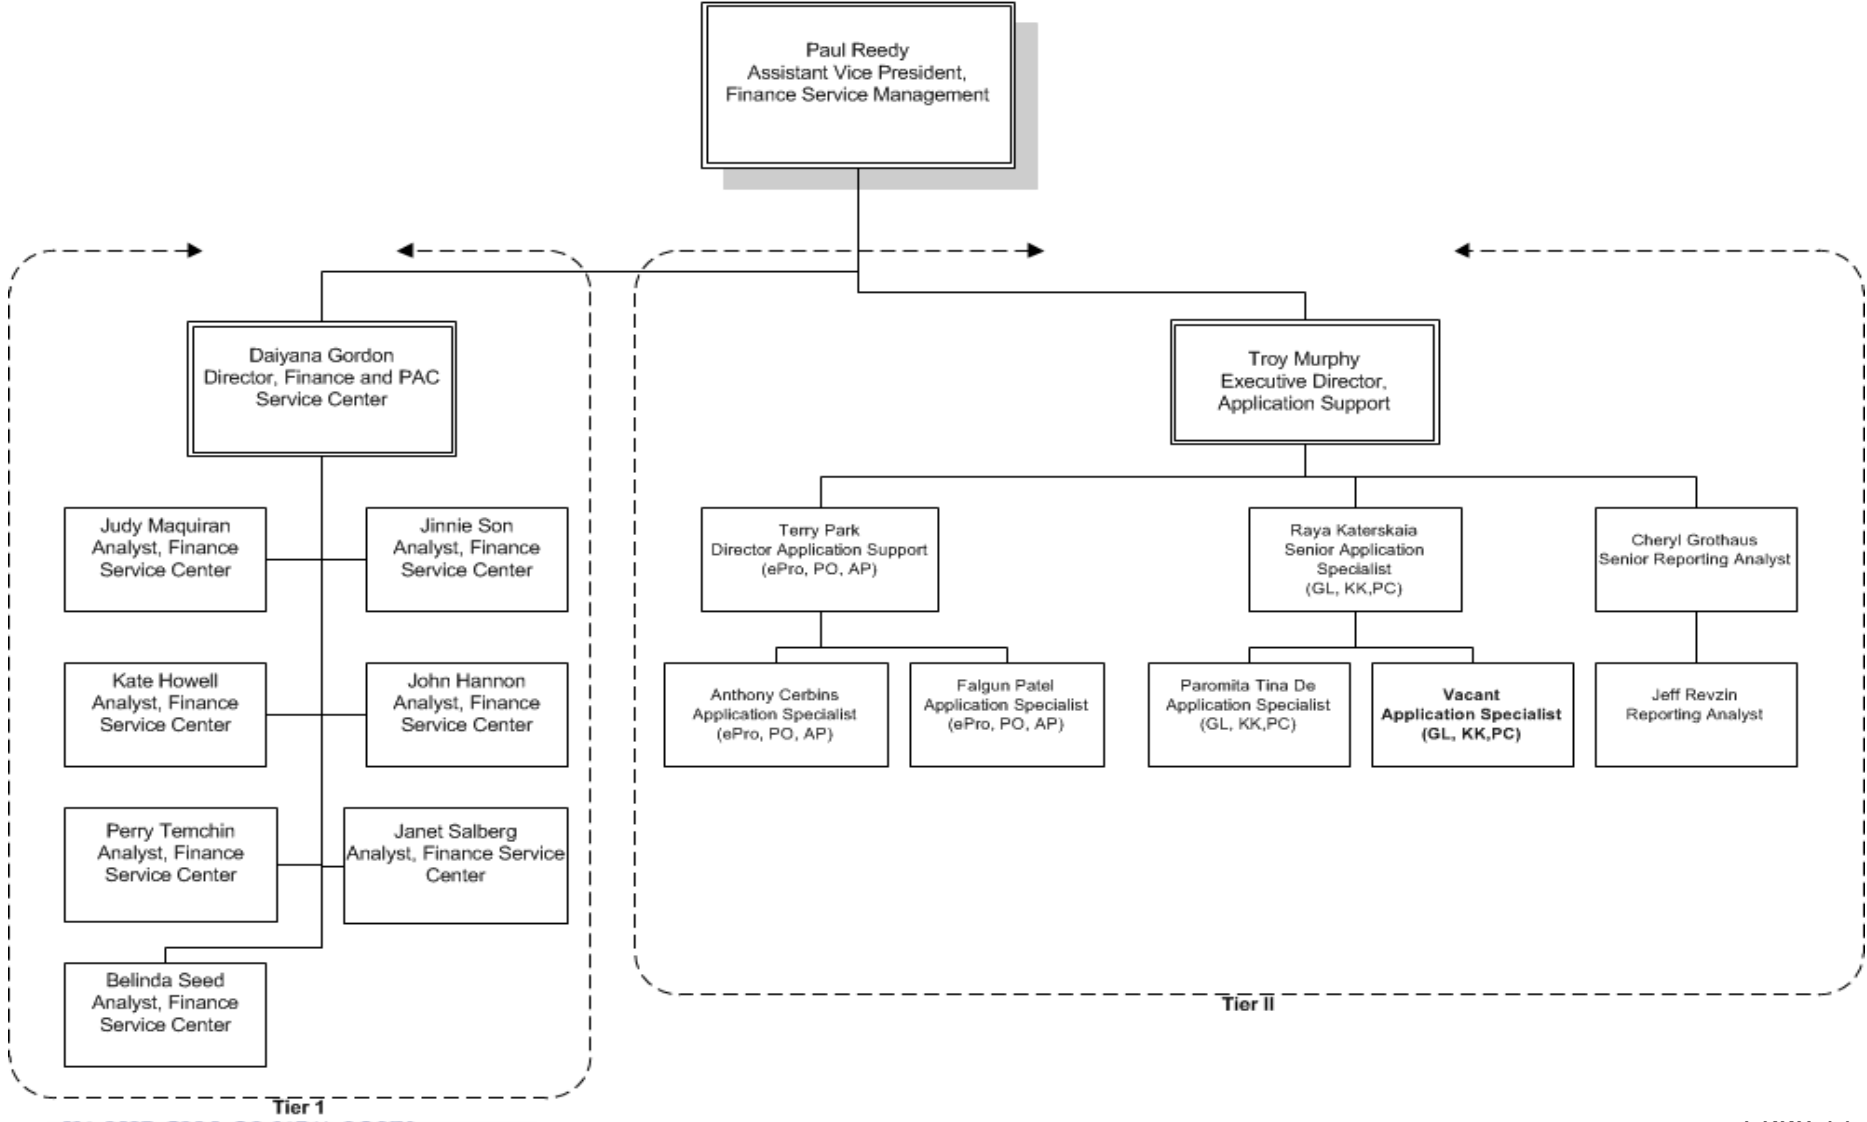 Paul Reedy
Assistant Vice President,
Finance Service Management
Daiyana Gordon
Director, Finance and PAC
Service Center
Troy Murphy
Executive Director,
Application Support
Judy Maquiran
Analyst, Finance
Service Center
Jinnie Son
Analyst, Finance
Service Center
Terry Park
Director Application Support
(ePro, PO, AP)
Raya Katerskaia
Senior Application
Specialist
(GL, KK,PC)
Cheryl Grothaus
Senior Reporting Analyst
Kate Howell
Analyst, Finance
Service Center
John Hannon
Analyst, Finance
Service Center
Anthony Cerbins
Application Specialist
(ePro, PO, AP)
Falgun Patel
Application Specialist
(ePro, PO, AP)
Paromita Tina De
Application Specialist
(GL, KK,PC)
Vacant
Application Specialist
(GL, KK,PC)
Jeff Revzin
Reporting Analyst
Perry Temchin
Analyst, Finance
Service Center
Janet Salberg
Analyst, Finance Service
Center
Belinda Seed
Analyst, Finance
Service Center
Tier II
Tier 1